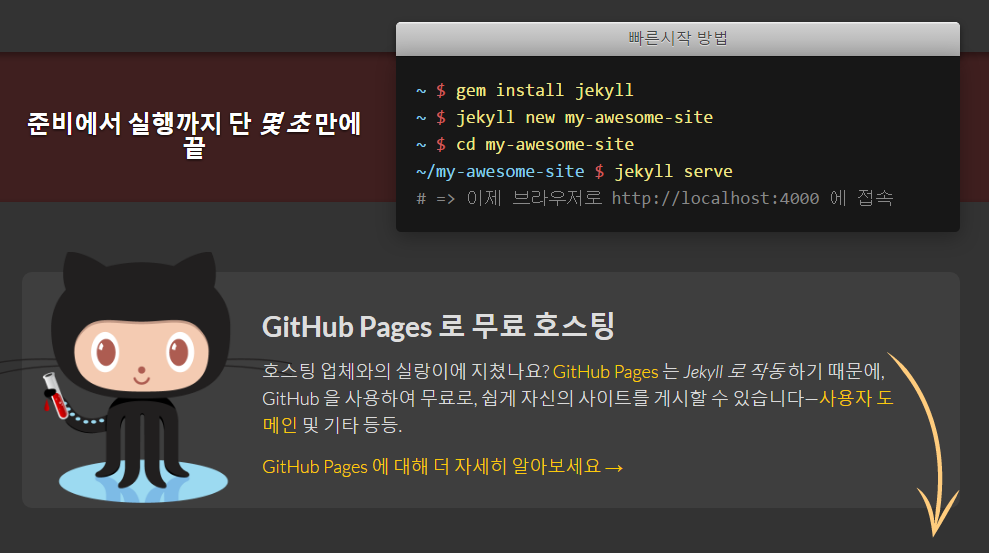 빠른시작 방법
준비에서 실행까지 단 몇 초 만에
끝
~ $ gem install jekyll
~ $ jekyll new my-awesome-site
~ $ cd my-awesome-site
~/my-awesome-site $ jekyll serve
# => 이제 브라우저로 http://localhost:4000 에 접속
GitHub Pages 로 무료 호스팅
호스팅 업체와의 실랑이에 지쳤나요? GitHub Pages 는 Jekyll 로 작동하기 때문에,
GitHub 을 사용하여 무료로, 쉽게 자신의 사이트를 게시할 수 있습니다—사용자 도
메인 및 기타 등등.
GitHub Pages 에 대해 더 자세히 알아보세요 →